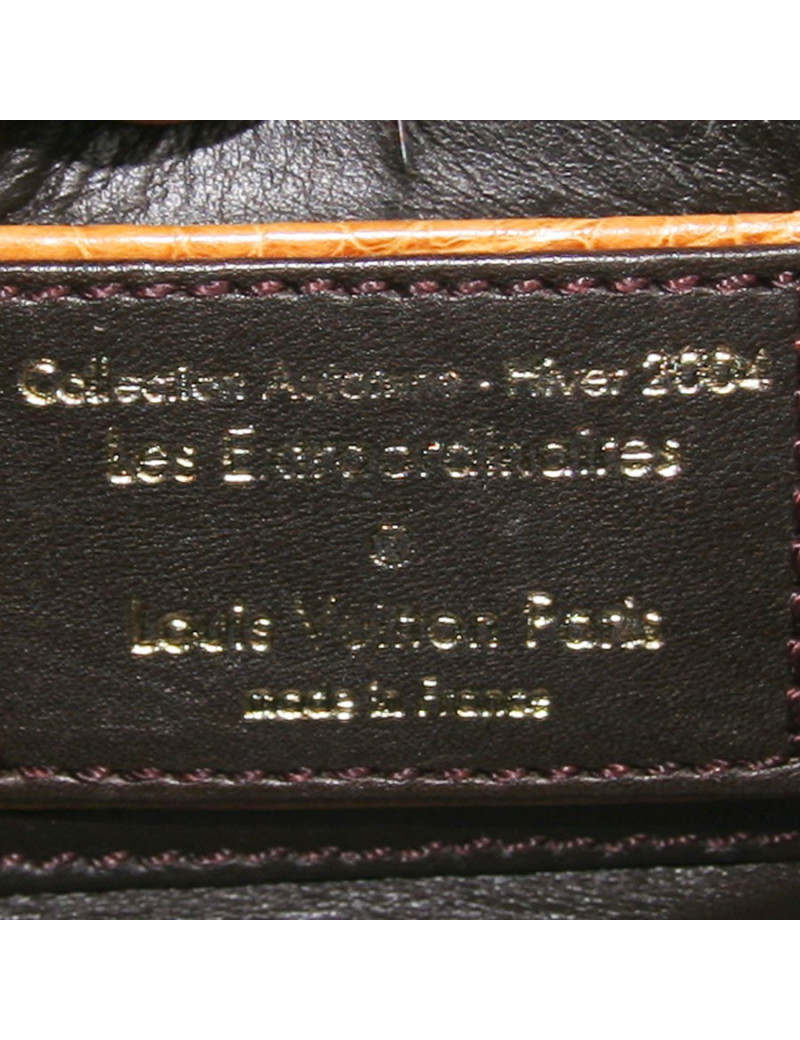 Collection Automne - Hiver 2004
Les Extraordinaires
®
Louis Vuitton Paris
made in France